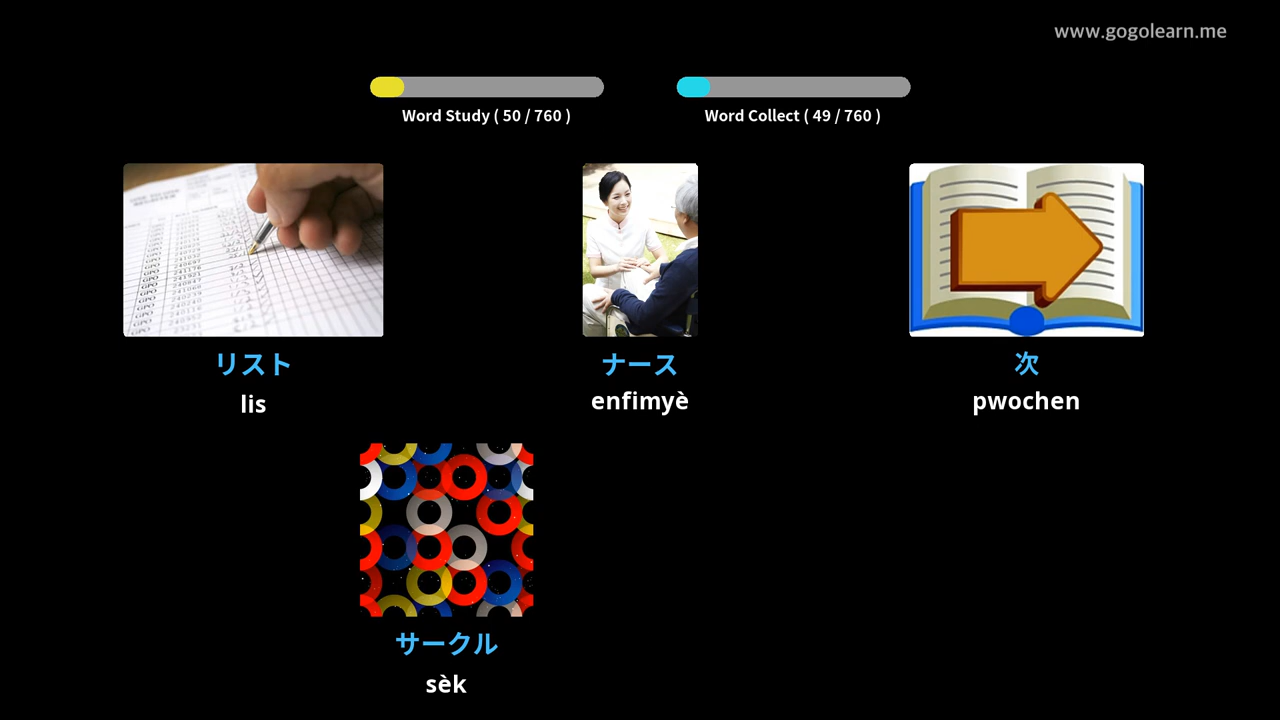 www.gogolearn.me
Word Study ( 50 / 760 )
Word Collect ( 49 / 760 )
リスト
lis
ナース
enfimyè
次
pwochen
サークル
sèk